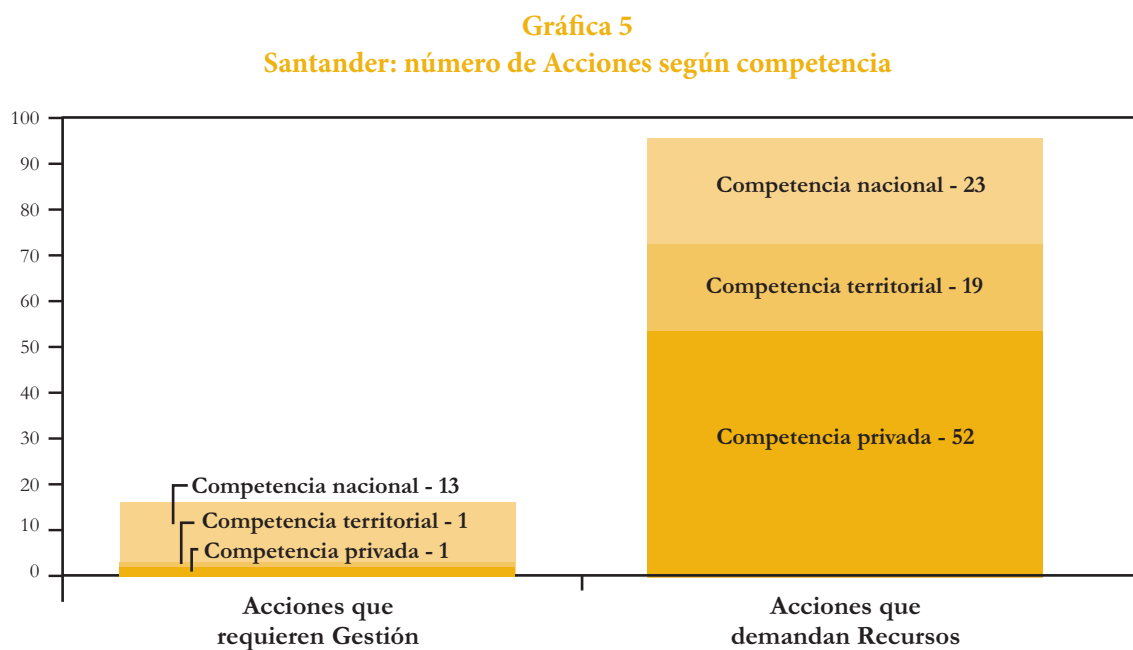 Gráfica 5
Santander: número de Acciones según competencia
100
90
80
70
60
50
40
30
20
10
0
Competencia nacional - 13
Competencia territorial - 1
Competencia privada - 1
Competencia nacional - 23
Competencia territorial - 19
Competencia privada - 52
Acciones que
requieren Gestión
Acciones que
demandan Recursos